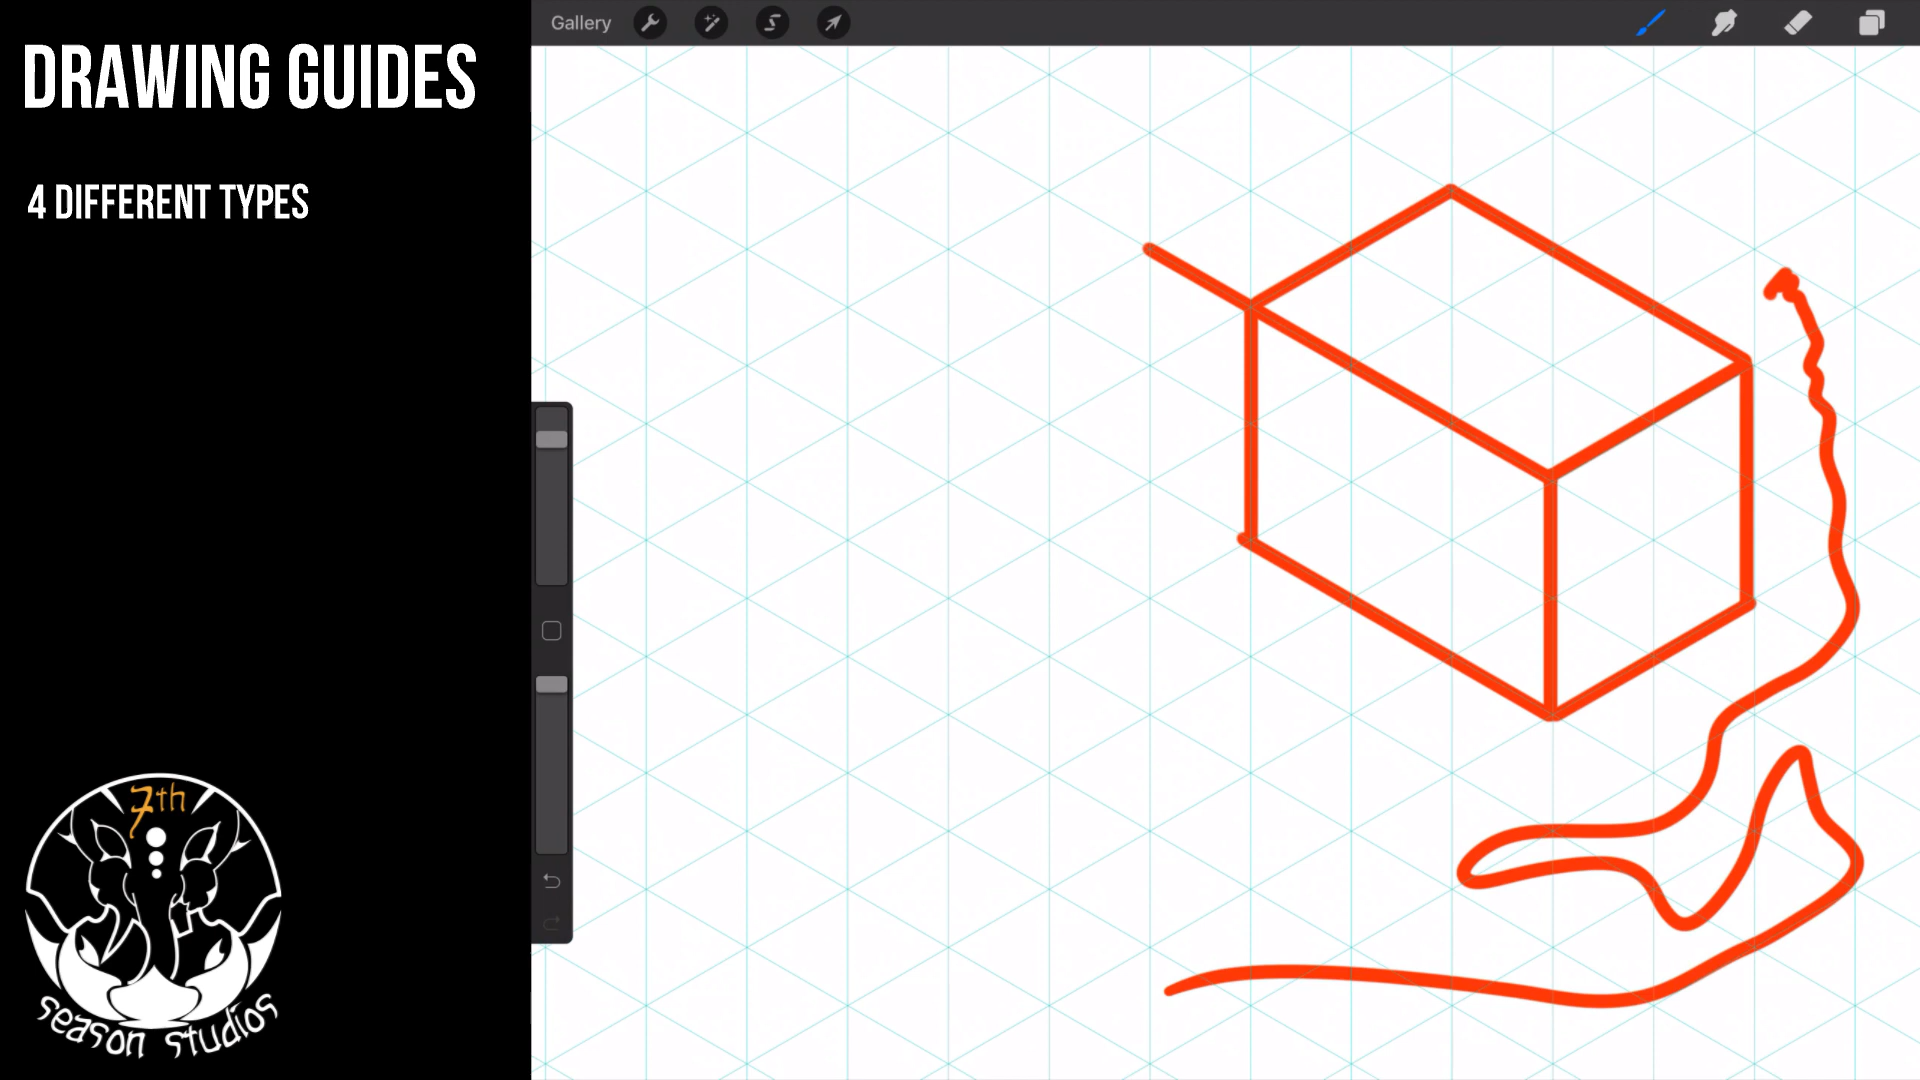 DRAWING GUIDES
4 DIFFERENT TYPES
Gallery
7th
season studios